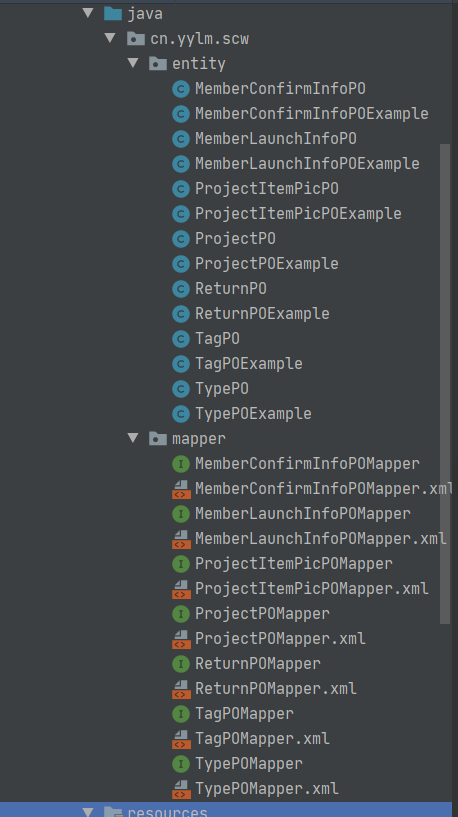 java
cn.yylm.scw
entity
MemberConfirmInfoPO
MemberConfirmInfoPOExample
MemberLaunchInfoPO
MemberLaunchInfoPOExample
ProjectItemPicPO
ProjectItemPicPOExample
ProjectPO
ProjectPOExample
ReturnPO
ReturnPOExample
TagPO
TagPOExample
TypePO
TypePOExample
mapper
MemberConfirmInfoPOMapper
MemberConfirmInfoPOMapper.xml
MemberLaunchInfoPOMapper
MemberLaunchInfoPOMapper.xml
ProjectItemPicPOMapper
ProjectItemPicPOMapper.xml
ProjectPOMapper
ProjectPOMapper.xml
ReturnPOMapper
ReturnPOMapper.xml
TagPOMapper
TagPOMapper.xml
TypePOMapper
TypePOMapper.xml
resources